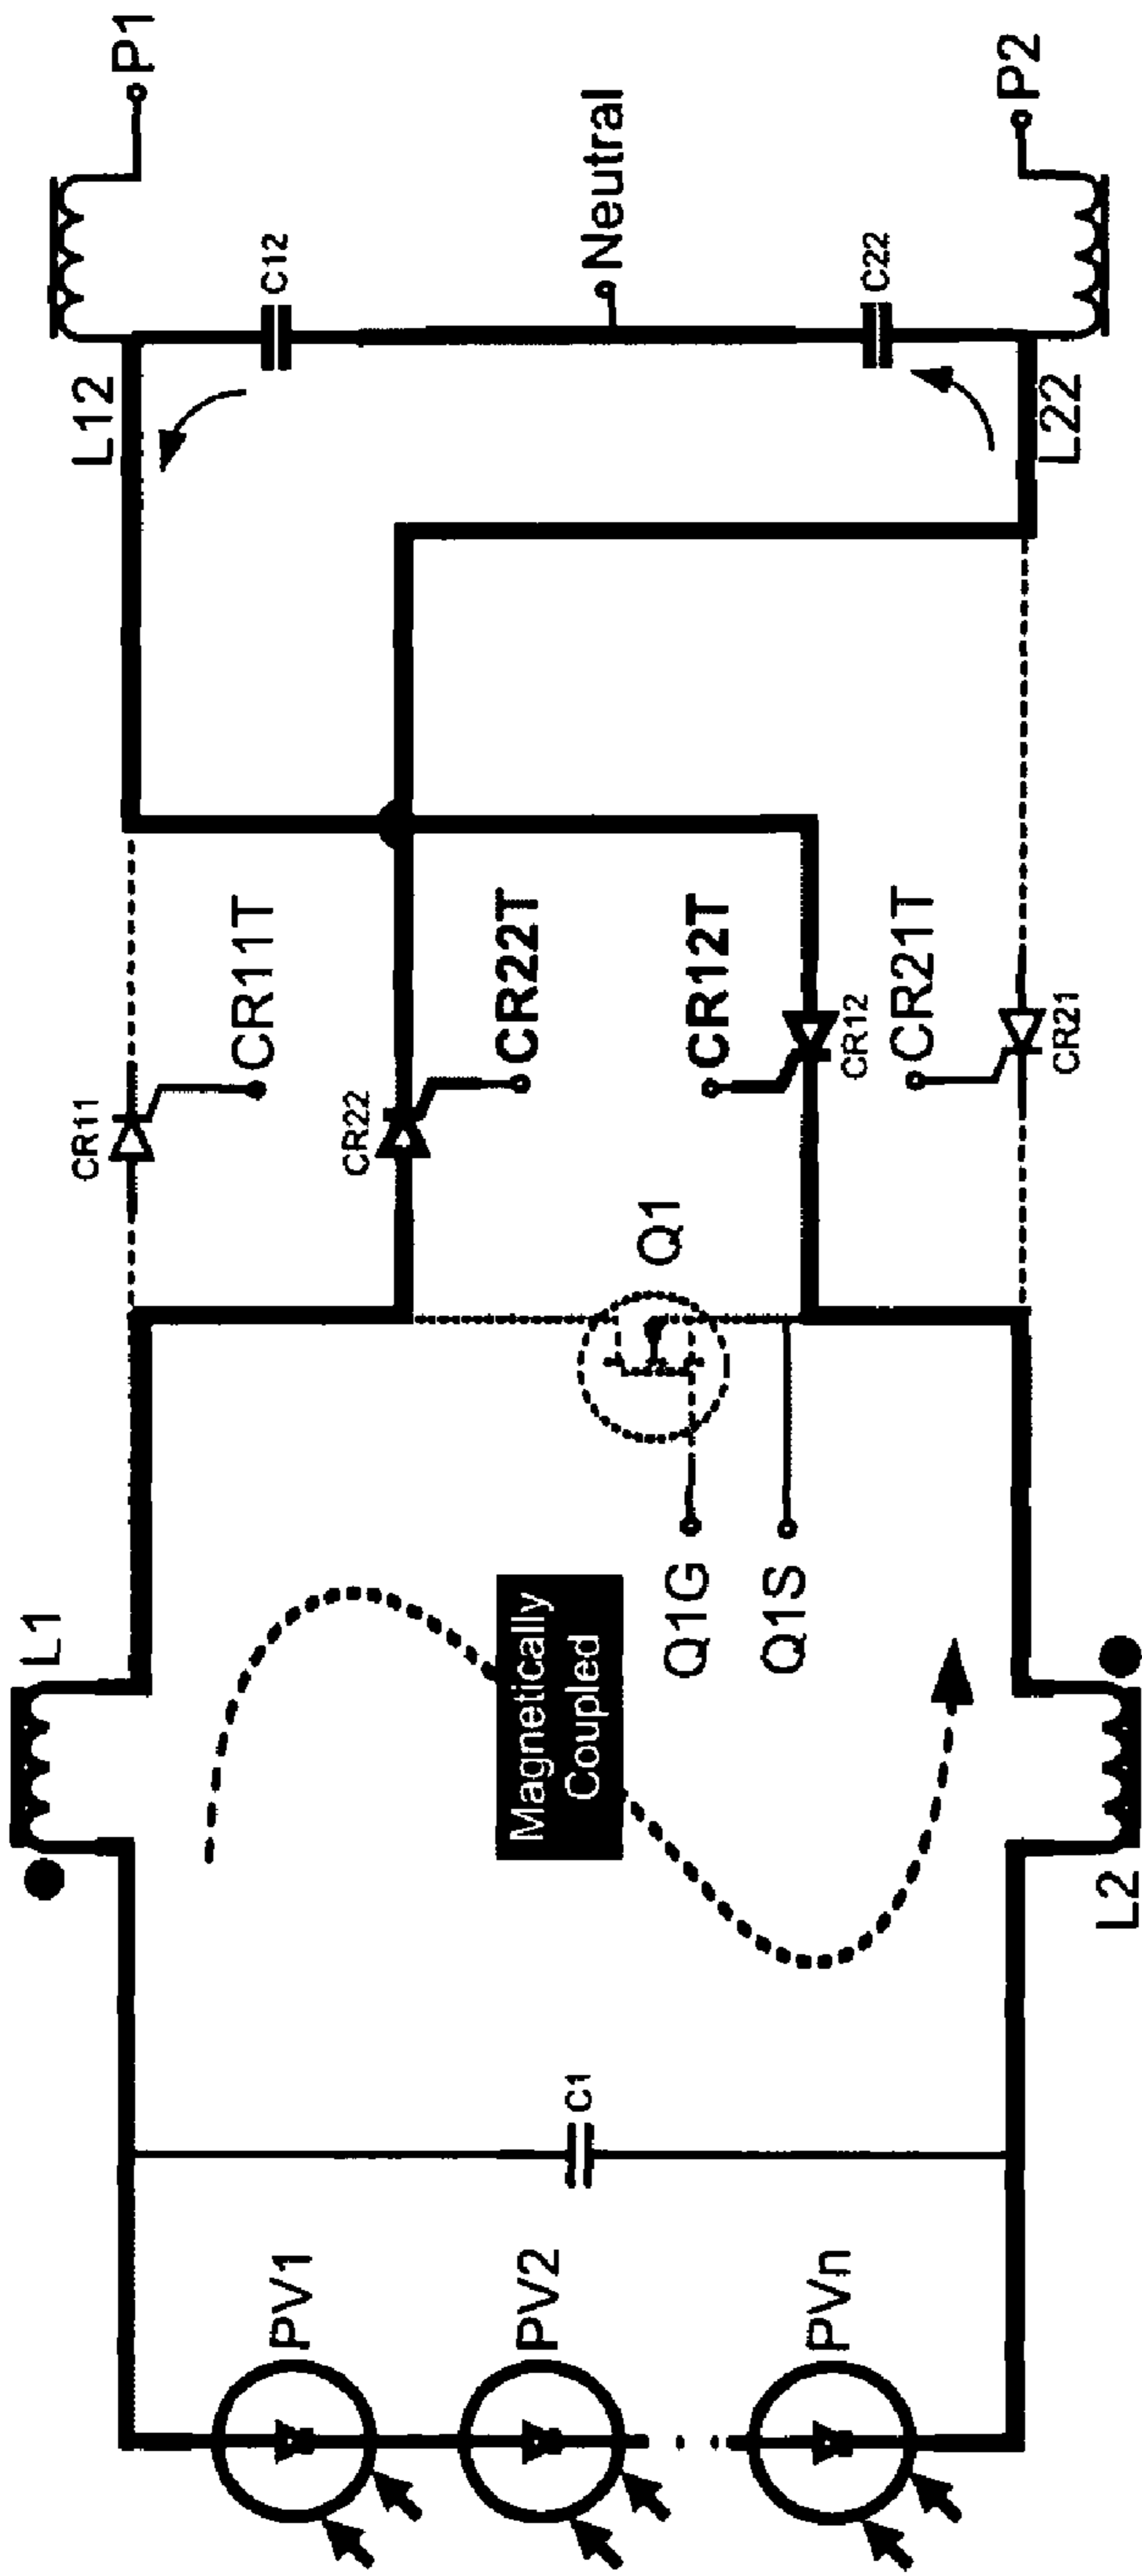 L1
CR11
CR11T
L12
P1
C12
PV1
PV2
PVn
C1
Magnetically
Coupled
CR22
CR22T
Neutral
Q1G
Q1S
Q1
CR12T
CR12
CR21T
CR21
C22
L2
L22
P2